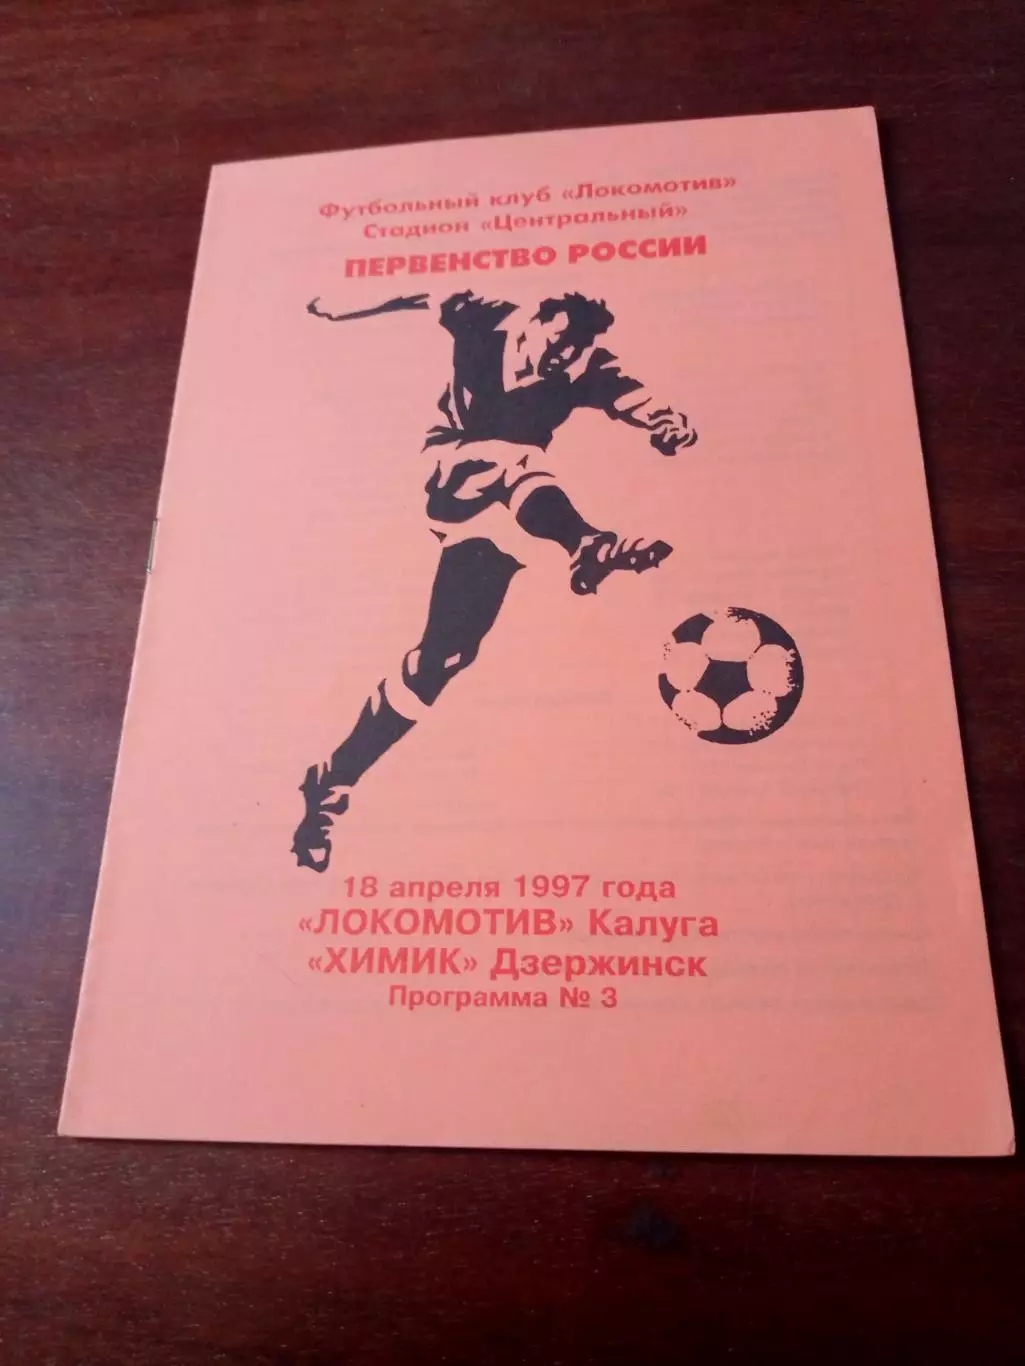 Футбольный клуб «Локомотив»
Стадион «Центральный»
ПЕРВЕНСТВО РОССИИ
18 апреля 1997 года
«ЛОКОМОТИВ» Калуга
«ХИМИК» Дзержинск
Программа № 3